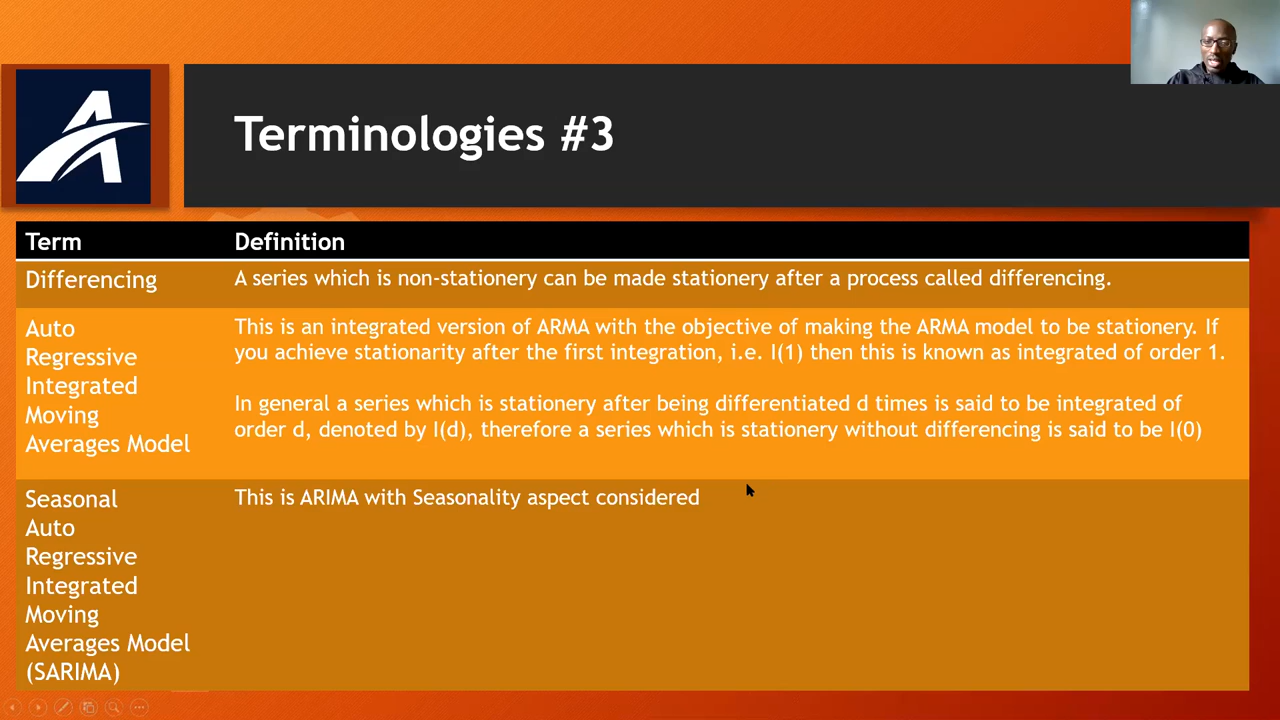 Terminologies #3
Term Definition
Differencing A series which is non-stationery can be made stationery after a process called differencing.
Auto
Regressive
Integrated
Moving
Averages Model
This is an integrated version of ARMA with the objective of making the ARMA model to be stationery. If
you achieve stationarity after the first integration, i.e. I(1) then this is known as integrated of order 1.
In general a series which is stationery after being differentiated d times is said to be integrated of
order d, denoted by I(d), therefore a series which is stationery without differencing is said to be I(0)
Seasonal
Auto
Regressive
Integrated
Moving
Averages Model
(SARIMA)
This is ARIMA with Seasonality aspect considered